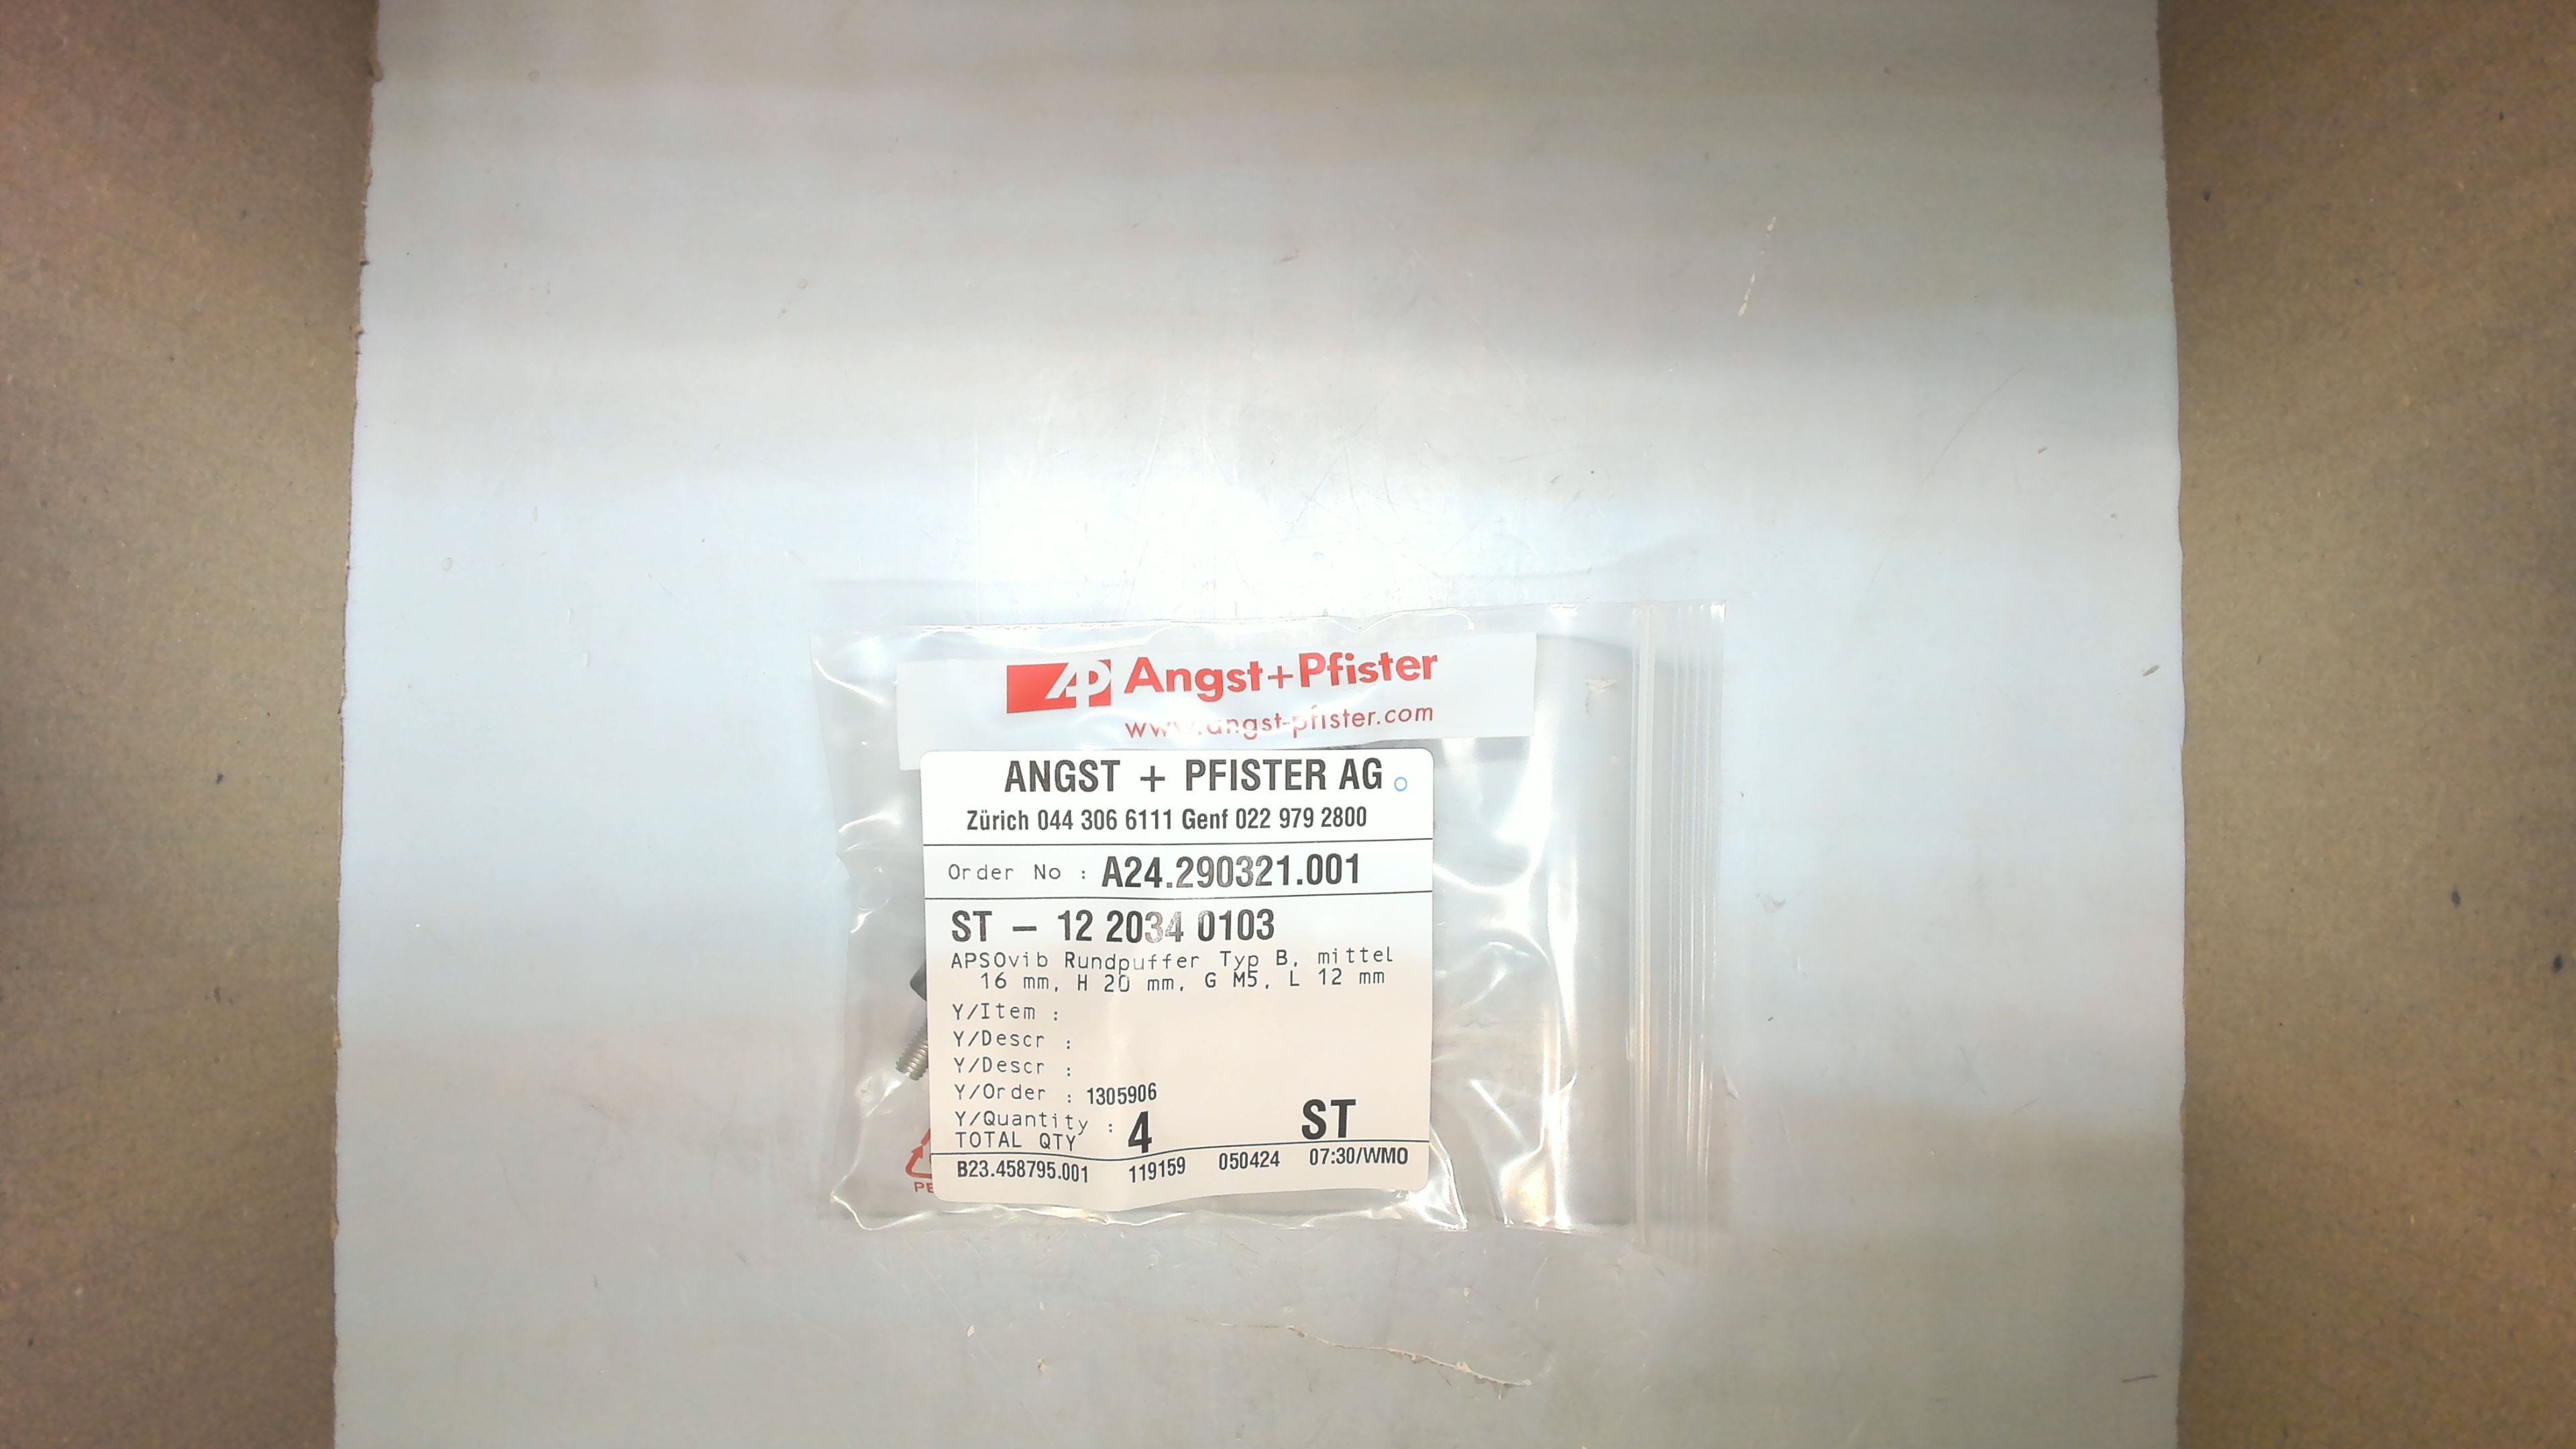 AP Angst+Pfister
www.angst-pfister.com
ANGST + PFISTER AG
Zürich 044 306 6111 Genf 022 979 2800
Order No : A24.290321.001
ST – 12 2034 0103
APSOvib Rundpuffer Typ B, mittel
16 mm, H 20 mm, G M5, L 12 mm
Y/Item :
Y/Descr :
Y/Descr :
Y/Order : 1305906
Y/Quantity :
TOTAL QTY 4 ST
B23.458795.001 119159 050424 07:30/WMO